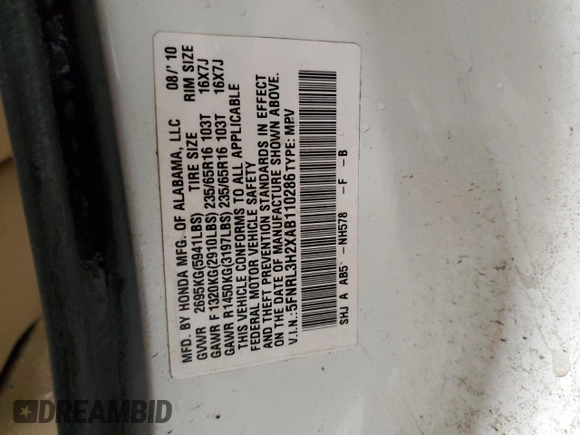 MFD. BY HONDA MFG. OF ALABAMA, LLC 08/'10
GVWR 2695KG(5941LBS) TIRE SIZE RIM SIZE
GAWR F 1320KG(2910LBS) 235/65R16 103T 16X7J
GAWR R1450KG(3197LBS) 235/65R16 103T 16X7J
THIS VEHICLE CONFORMS TO ALL APPLICABLE
FEDERAL MOTOR VEHICLE SAFETY
AND THEFT PREVENTION STANDARDS IN EFFECT
ON THE DATE OF MANUFACTURE SHOWN ABOVE.
V.I.N.:5FNRL3H2XAB110286 TYPE: MPV
SHJ A AB5 NH578 -F -B
DREAMBID